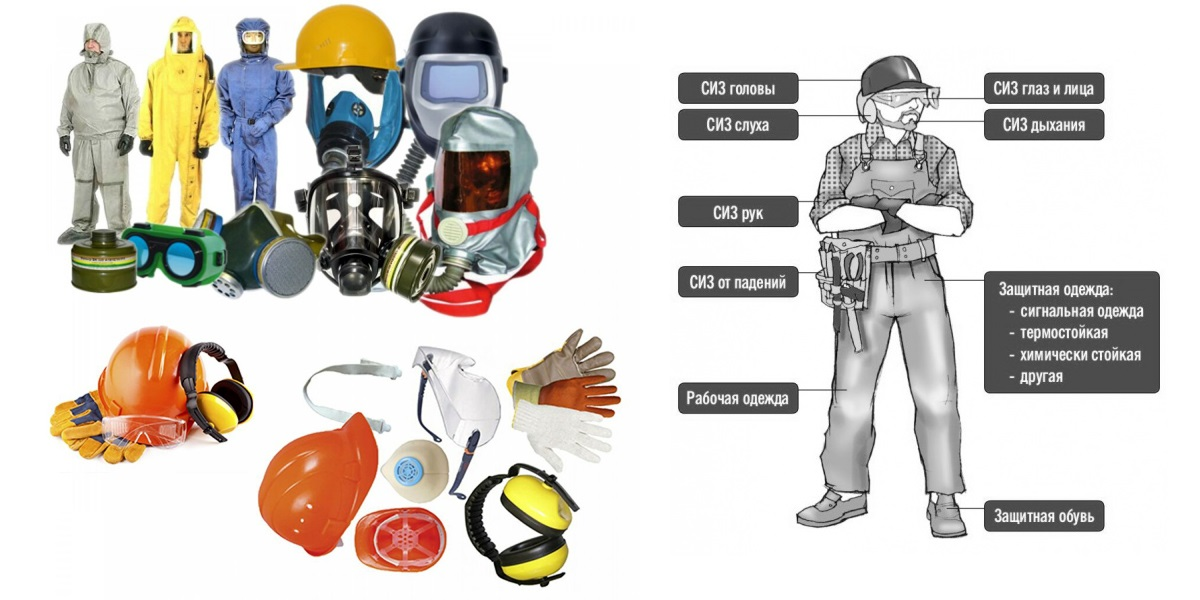 СИЗ головы
СИЗ глаз и лица
СИЗ слуха
СИЗ дыхания
СИЗ рук
СИЗ от падений
Защитная одежда:
- сигнальная одежда
- термостойкая
- химически стойкая
- другая
Рабочая одежда
Защитная обувь